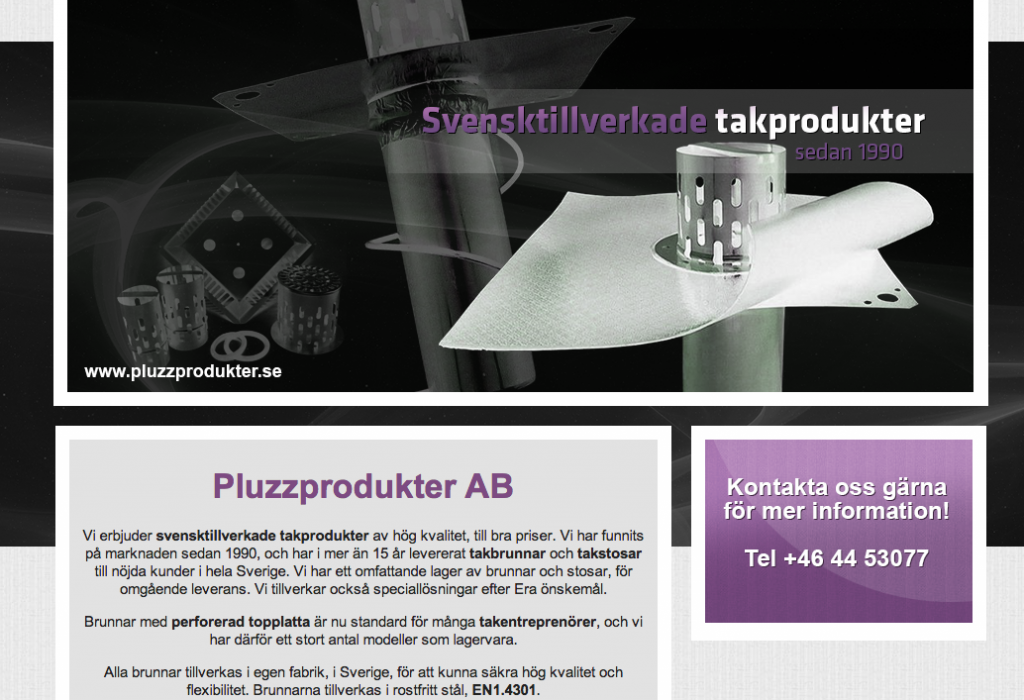 Svensktillverkade takprodukter
sedan 1990
www.pluzzprodukter.se
Pluzzprodukter AB
Vi erbjuder svensktillverkade takprodukter av hög kvalitet, till bra priser. Vi har funnits
på marknaden sedan 1990, och har i mer än 15 år levererat takbrunnar och takstosar
till nöjda kunder i hela Sverige. Vi har ett omfattande lager av brunnar och stosar, för
omgående leverans. Vi tillverkar också speciallösningar efter Era önskemål.
Brunnar med perforerad topplatta är nu standard för många takentreprenörer, och vi
har därför ett stort antal modeller som lagervara.
Alla brunnar tillverkas i egen fabrik, i Sverige, för att kunna säkra hög kvalitet och
flexibilitet. Brunnarna tillverkas i rostfritt stål, EN1.4301.
Kontakta oss gärna
för mer information!
Tel +46 44 53077